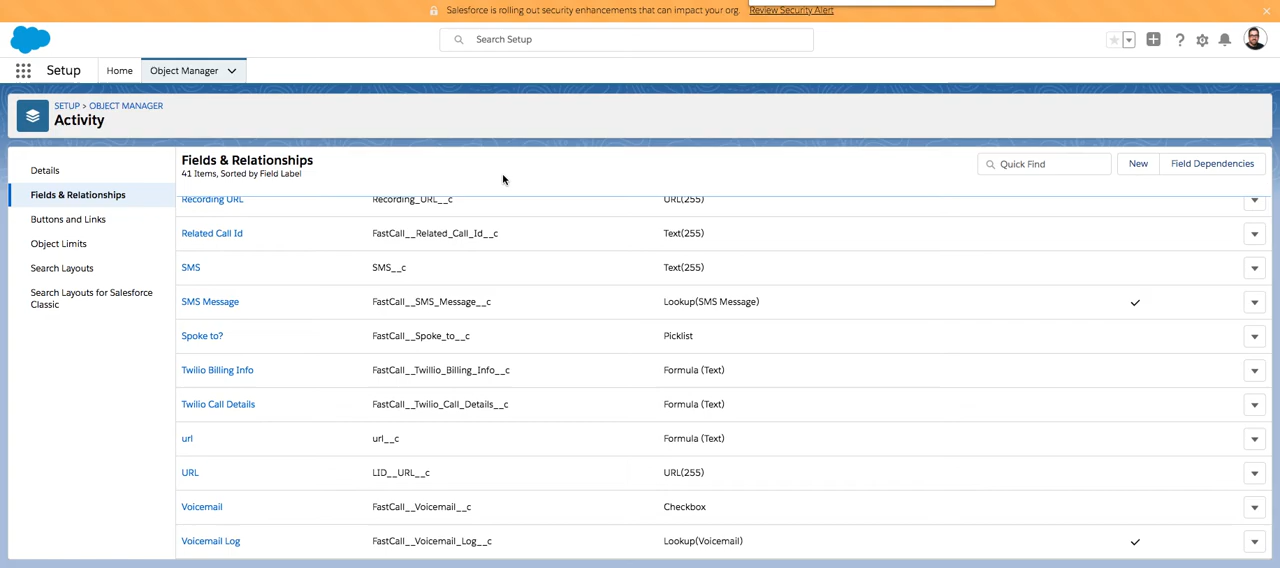 Salesforce is rolling out security enhancements that can impact your org. Review Security Alert
Search Setup
Setup Home Object Manager
SETUP > OBJECT MANAGER
Activity
Details
Fields & Relationships
Buttons and Links
Object Limits
Search Layouts
Search Layouts for Salesforce
Classic
Fields & Relationships
41 Items, Sorted by Field Label
Quick Find New Field Dependencies
Recording URL Recording_URL__c URL(255)
Related Call Id FastCall__Related_Call_Id__c Text(255)
SMS SMS__c Text(255)
SMS Message FastCall__SMS_Message__c Lookup(SMS Message)
Spoke to? FastCall__Spoke_to__c Picklist
Twilio Billing Info FastCall__Twillio_Billing_Info__c Formula (Text)
Twilio Call Details FastCall__Twilio_Call_Details__c Formula (Text)
url url__c Formula (Text)
URL LID__URL__c URL(255)
Voicemail FastCall__Voicemail__c Checkbox
Voicemail Log FastCall__Voicemail_Log__c Lookup(Voicemail)